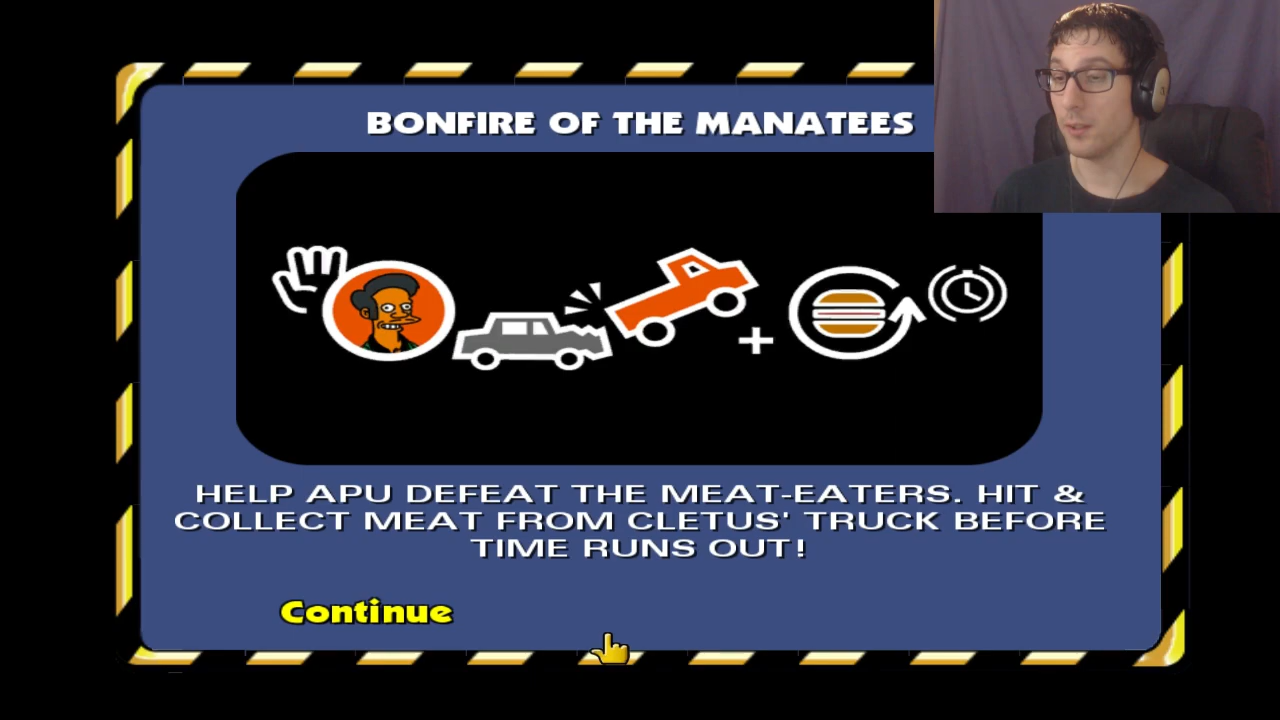 BONFIRE OF THE MANATEES
HELP APU DEFEAT THE MEAT-EATERS. HIT &
COLLECT MEAT FROM CLETUS' TRUCK BEFORE
TIME RUNS OUT!
Continue